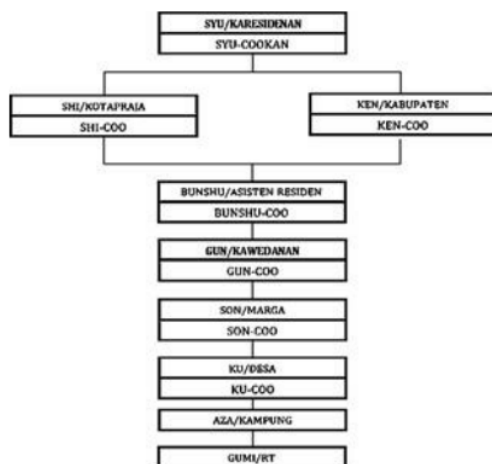 SYU/KARESIDENAN
SYU-COOKAN
SHI/KOTAPRAJA
SHI-COO
KEN/KABUPATEN
KEN-COO
BUNSHU/ASISTEN RESIDEN
BUNSHU-COO
GUN/KAWEDANAN
GUN-COO
SON/MARGA
SON-COO
KU/DESA
KU-COO
AZA/KAMPUNG
GUMI/RT